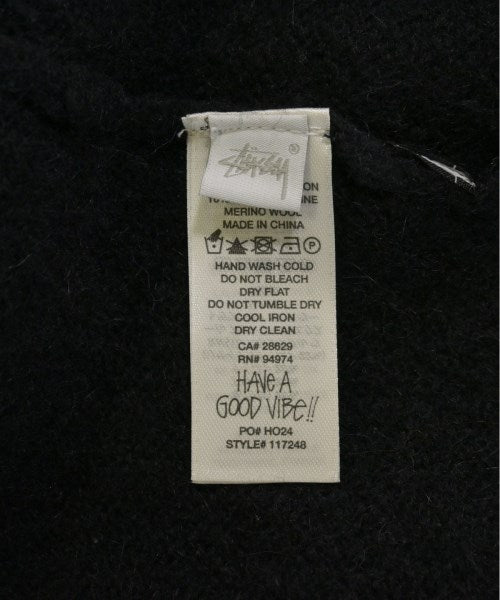 Stüssy ®
MERINO WOOL
MADE IN CHINA
HAND WASH COLD
DO NOT BLEACH
DRY FLAT
DO NOT TUMBLE DRY
COOL IRON
DRY CLEAN
CA# 28629
RN# 94974
HAVE A
GOOD VIBE!!
PO# HO24
STYLE# 117248